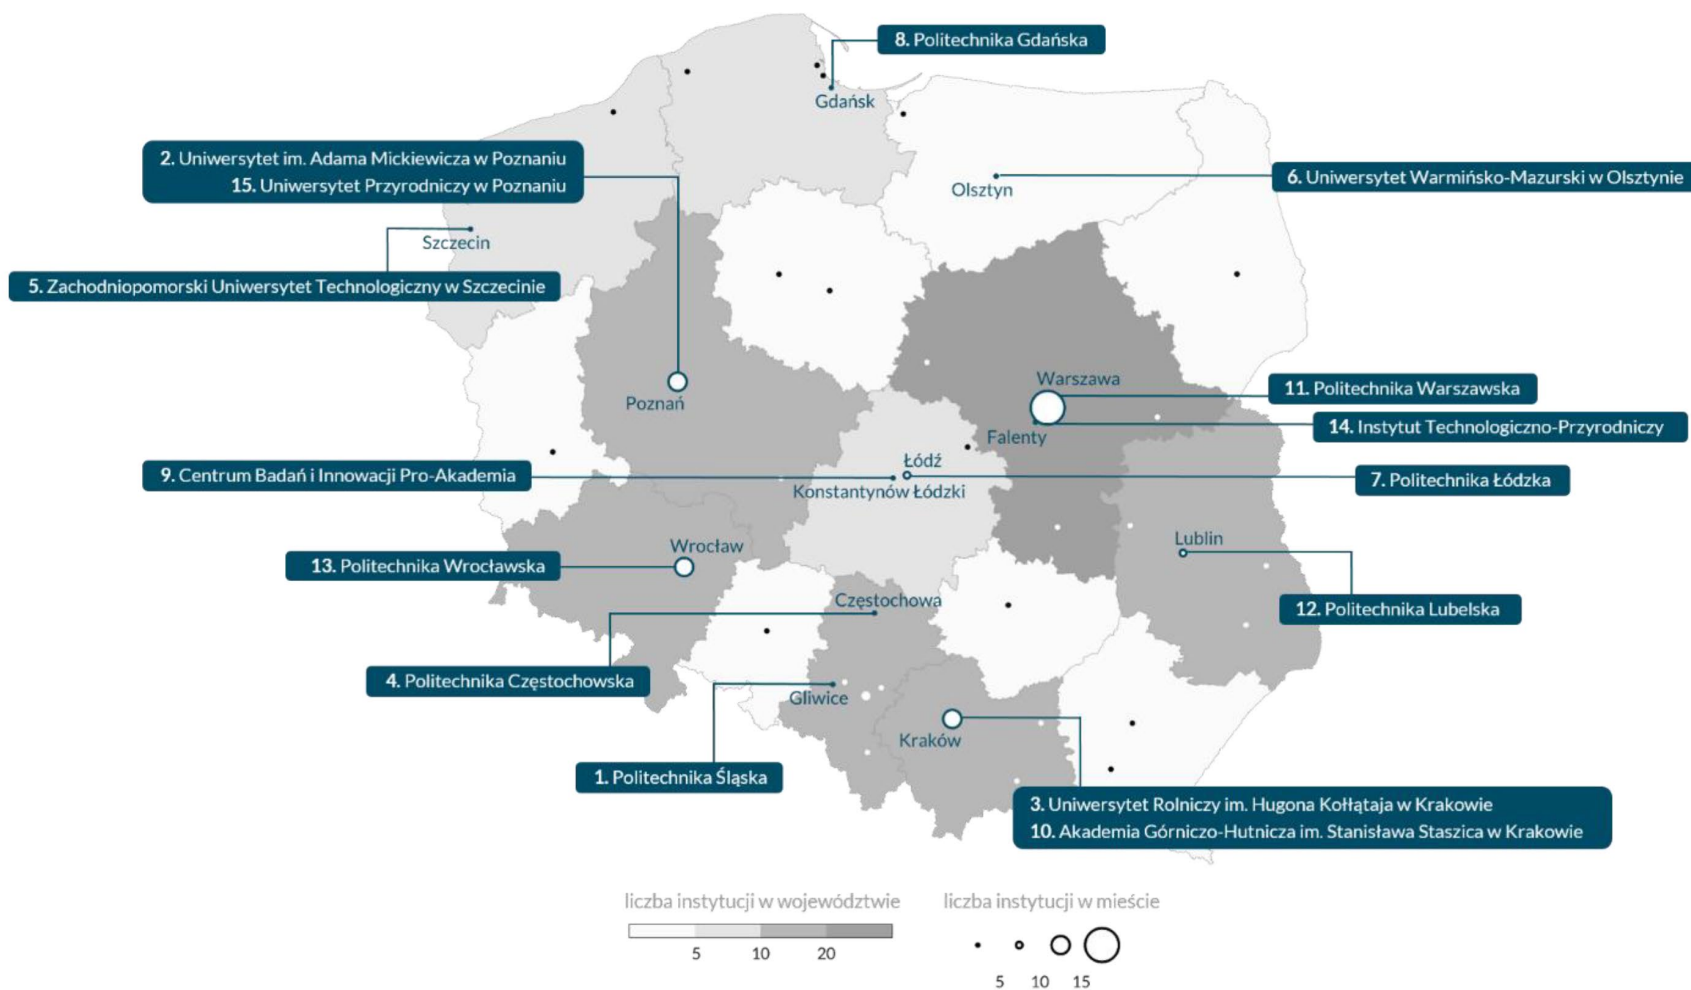 8. Politechnika Gdańska
Gdańsk
2. Uniwersytet im. Adama Mickiewicza w Poznaniu
15. Uniwersytet Przyrodniczy w Poznaniu
6. Uniwersytet Warmińsko-Mazurski w Olsztynie
Olsztyn
Szczecin
5. Zachodniopomorski Uniwersytet Technologiczny w Szczecinie
Warszawa
11. Politechnika Warszawska
Poznań
14. Instytut Technologiczno-Przyrodniczy
Falenty
Łódź
9. Centrum Badań i Innowacji Pro-Akademia
7. Politechnika Łódzka
Konstantynów Łódzki
Lublin
Wrocław
13. Politechnika Wrocławska
Częstochowa
12. Politechnika Lubelska
4. Politechnika Częstochowska
Gliwice
Kraków
1. Politechnika Śląska
3. Uniwersytet Rolniczy im. Hugona Kołłątaja w Krakowie
10. Akademia Górniczo-Hutnicza im. Stanisława Staszica w Krakowie
liczba instytucji w województwie
5 10 20
liczba instytucji w mieście
5 10 15